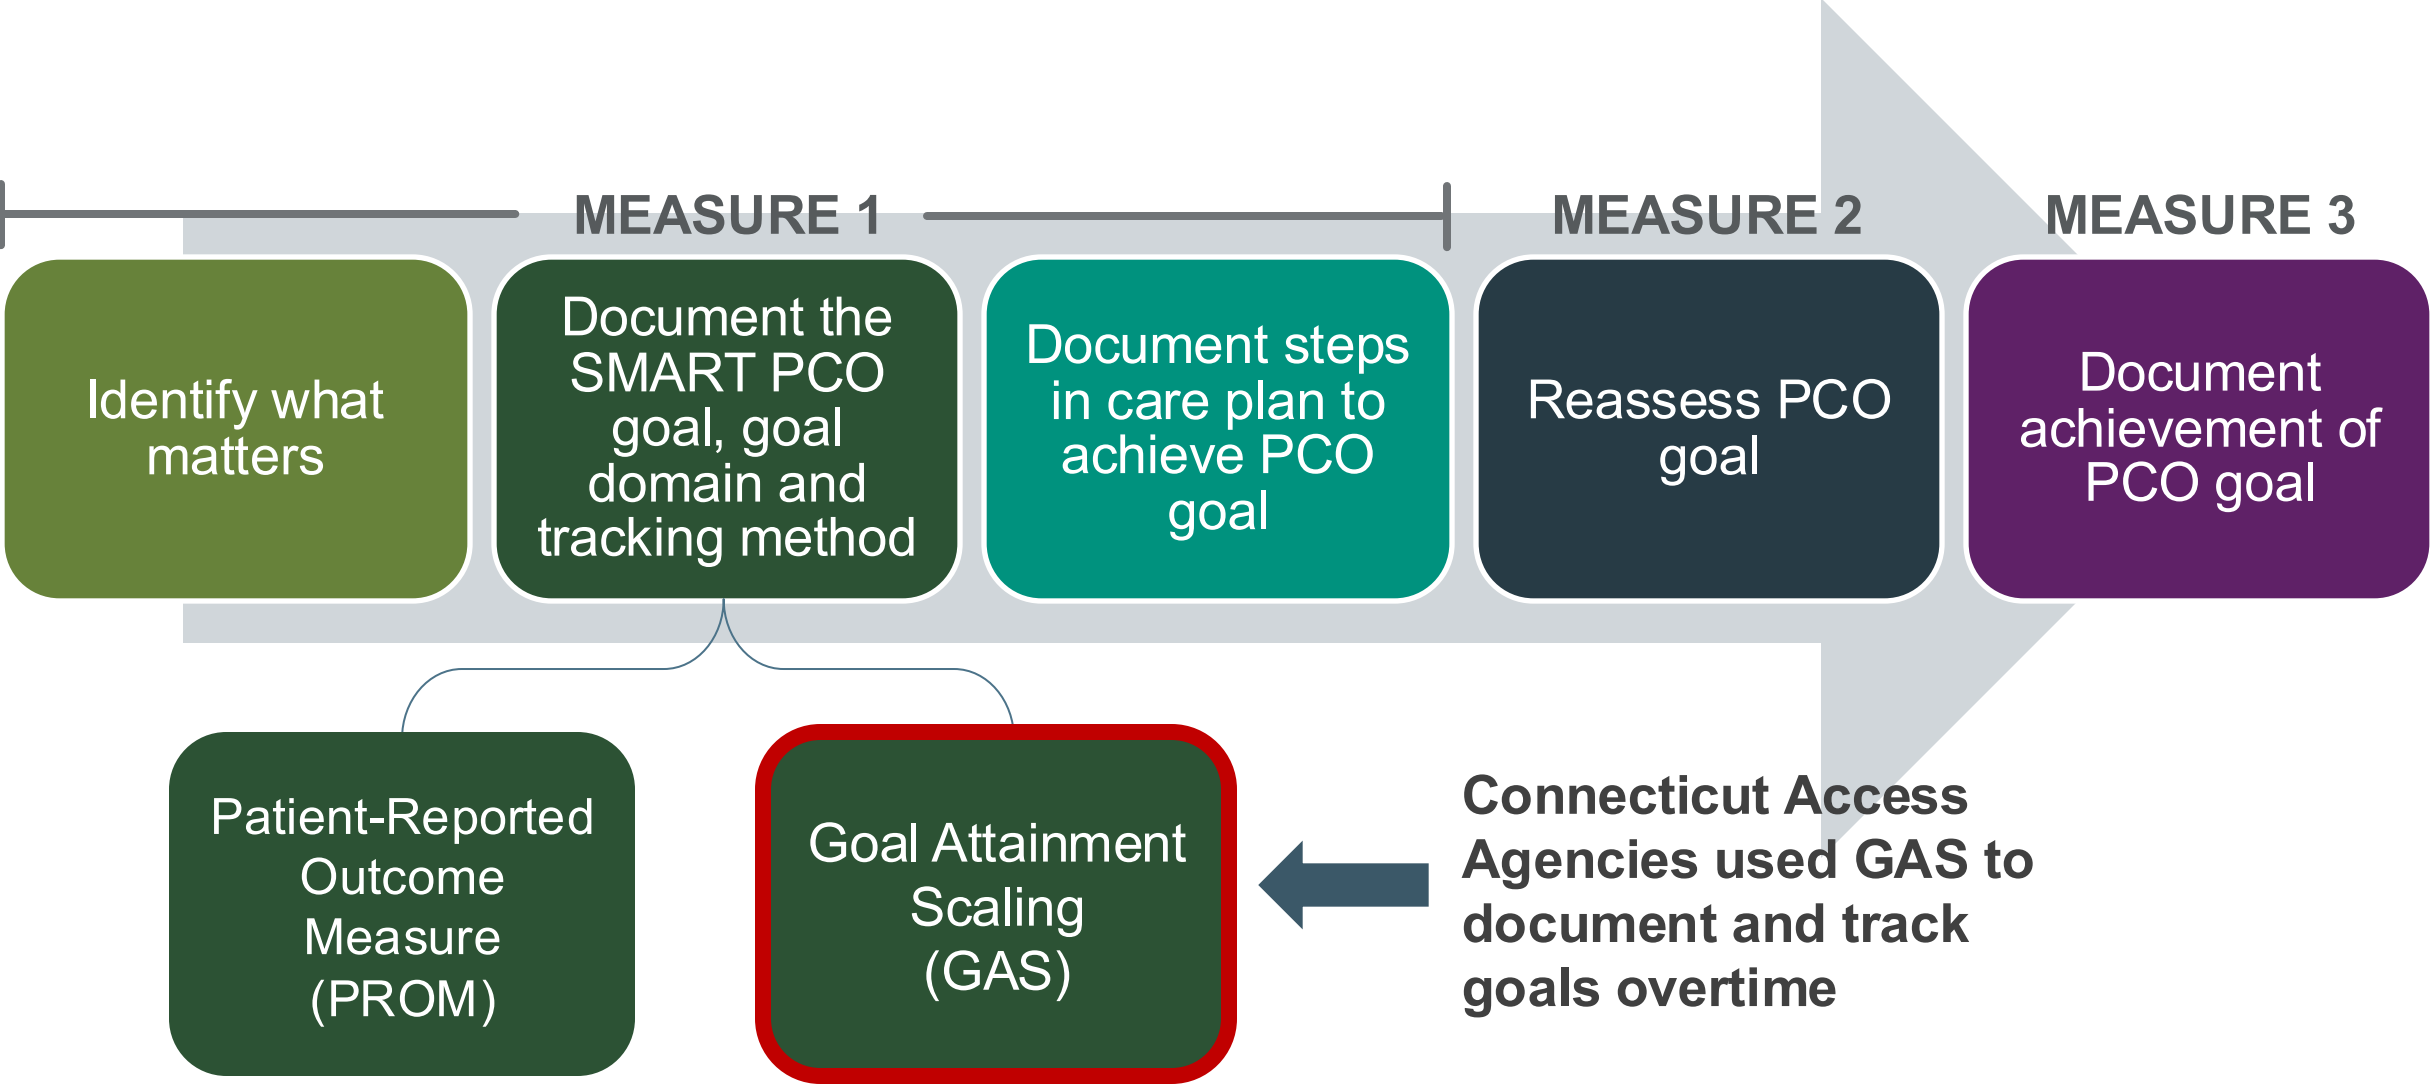 MEASURE 1
MEASURE 2
MEASURE 3
Identify what
matters
Document the
SMART PCO
goal, goal
domain and
tracking method
Document steps
in care plan to
achieve PCO
goal
Reassess PCO
goal
Document
achievement of
PCO goal
Patient-Reported
Outcome
Measure
(PROM)
Goal Attainment
Scaling
(GAS)
Connecticut Access
Agencies used GAS to
document and track
goals overtime